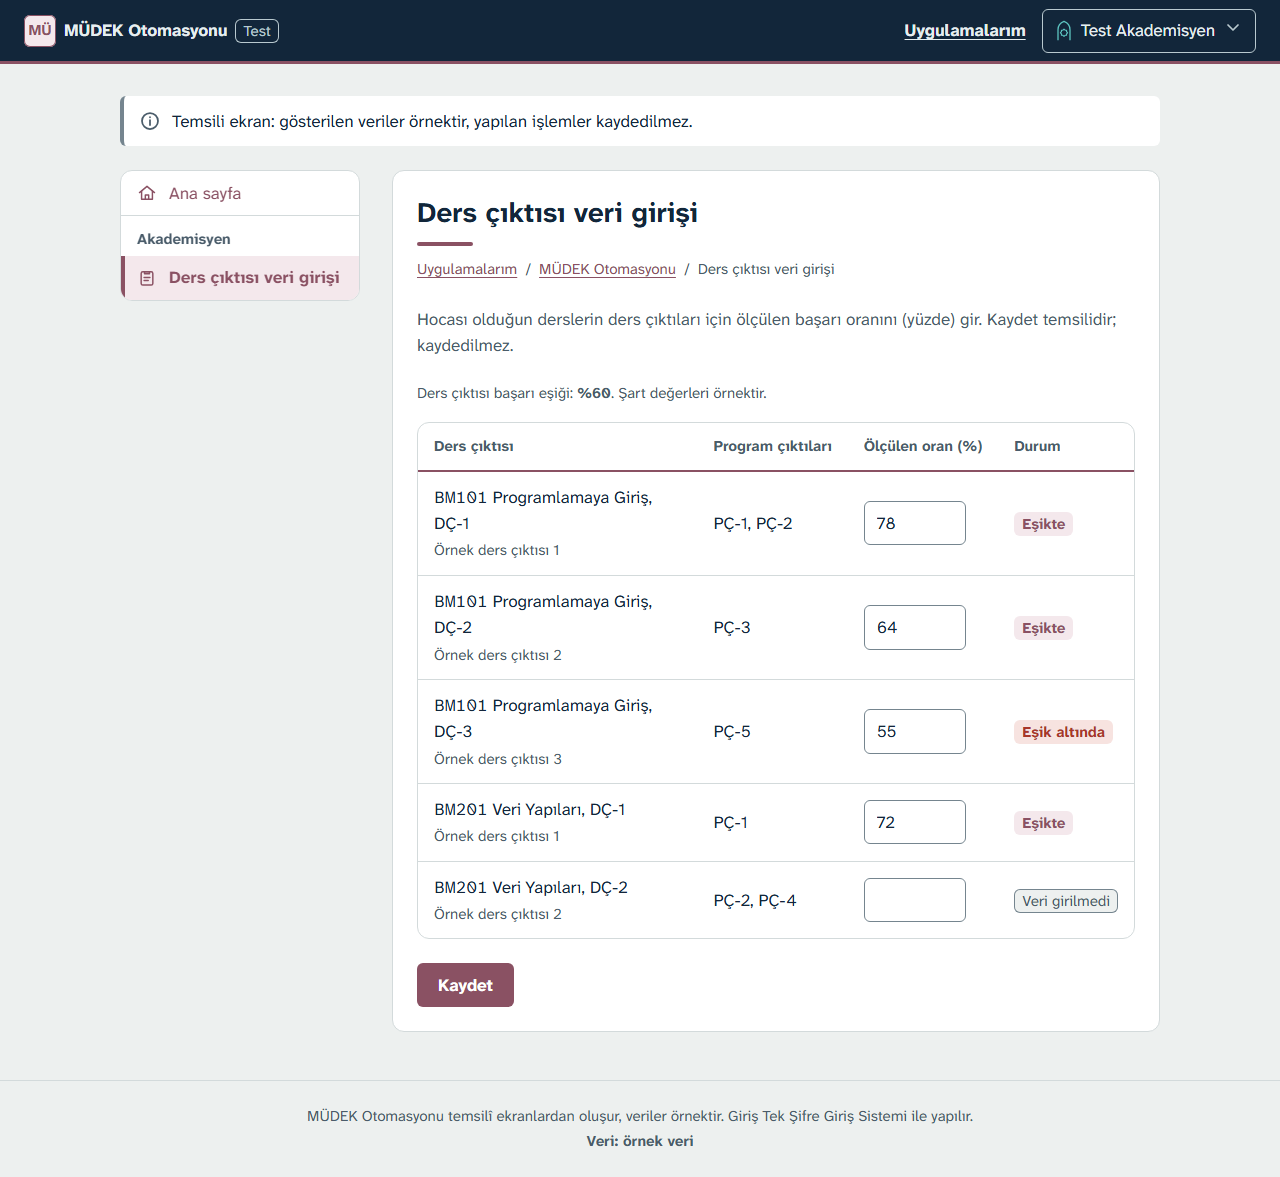 MÜ MÜDEK Otomasyonu Test
Uygulamalarım
Test Akademisyen
Temsili ekran: gösterilen veriler örnektir, yapılan işlemler kaydedilmez.
Ana sayfa
Akademisyen
Ders çıktısı veri girişi
Ders çıktısı veri girişi
Uygulamalarım / MÜDEK Otomasyonu / Ders çıktısı veri girişi
Hocası olduğun derslerin ders çıktıları için ölçülen başarı oranını (yüzde) gir. Kaydet temsilidir;
kaydedilmez.
Ders çıktısı başarı eşiği: %60. Şart değerleri örnektir.
Ders çıktısı Program çıktıları Ölçülen oran (%) Durum
BM101 Programlamaya Giriş,
DÇ-1
Örnek ders çıktısı 1
PÇ-1, PÇ-2
78
Eşikte
BM101 Programlamaya Giriş,
DÇ-2
Örnek ders çıktısı 2
PÇ-3
64
Eşikte
BM101 Programlamaya Giriş,
DÇ-3
Örnek ders çıktısı 3
PÇ-5
55
Eşik altında
BM201 Veri Yapıları, DÇ-1
Örnek ders çıktısı 1
PÇ-1
72
Eşikte
BM201 Veri Yapıları, DÇ-2
Örnek ders çıktısı 2
PÇ-2, PÇ-4
Veri girilmedi
Kaydet
MÜDEK Otomasyonu temsilî ekranlardan oluşur, veriler örnektir. Giriş Tek Şifre Giriş Sistemi ile yapılır.
Veri: örnek veri